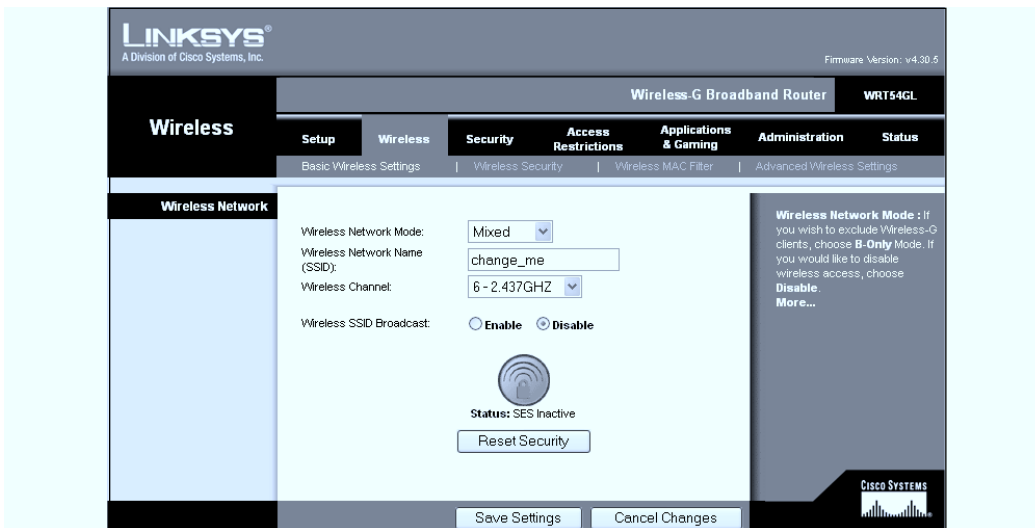 LINKSYS®
A Division of Cisco Systems, Inc.
Firmware Version: v4.30.5
Wireless-G Broadband Router
WRT54GL
Wireless
Setup
Wireless
Security
Access
Restrictions
Applications
& Gaming
Administration
Status
Basic Wireless Settings | Wireless Security | Wireless MAC Filter | Advanced Wireless Settings
Wireless Network
Wireless Network Mode:
Mixed
Wireless Network Name
(SSID):
change_me
Wireless Channel:
6 - 2.437GHZ
Wireless SSID Broadcast:
Enable
Disable
Status: SES Inactive
Reset Security
Wireless Network Mode : If
you wish to exclude Wireless-G
clients, choose B-Only Mode. If
you would like to disable
wireless access, choose
Disable.
More...
Save Settings
Cancel Changes
CISCO SYSTEMS